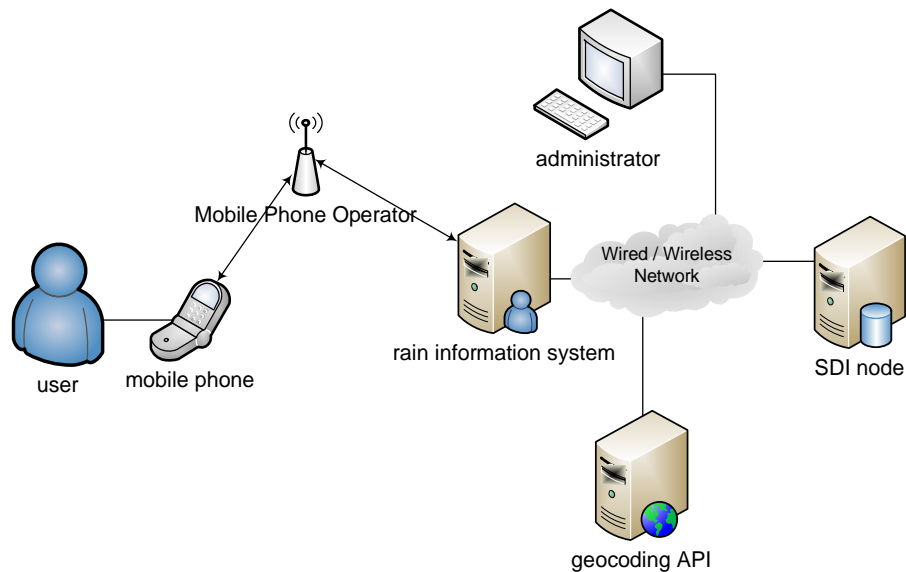 administrator
Mobile Phone Operator
Wired / Wireless
Network
rain information system
SDI node
user
mobile phone
geocoding API